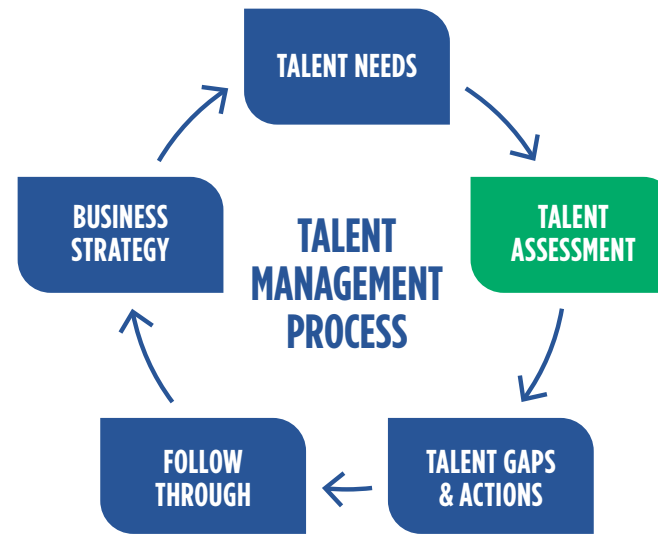 TALENT NEEDS
TALENT
ASSESSMENT
TALENT GAPS
& ACTIONS
FOLLOW
THROUGH
BUSINESS
STRATEGY
TALENT
MANAGEMENT
PROCESS